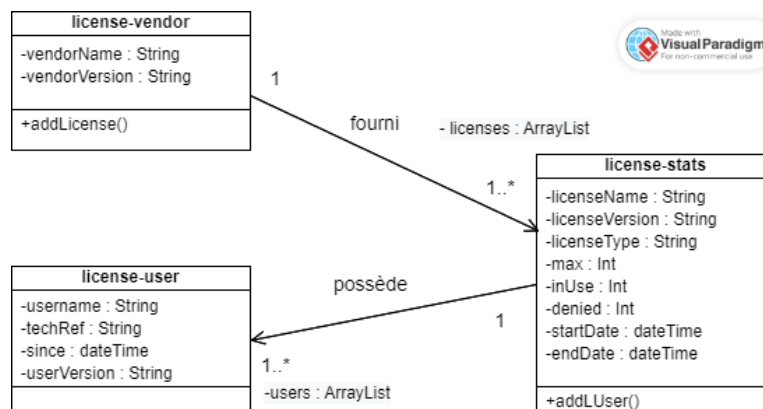 license-vendor
-vendorName : String
-vendorVersion : String
+addLicense()
Made with
Visual Paradigm
For non-commercial use
1
fourni
- licenses : ArrayList
1..*
license-stats
-licenseName : String
-licenseVersion : String
-licenseType : String
-max : Int
-inUse : Int
-denied : Int
-startDate : dateTime
-endDate : dateTime
+addLUser()
possède
1
license-user
-username : String
-techRef : String
-since : dateTime
-userVersion : String
1..*
-users : ArrayList